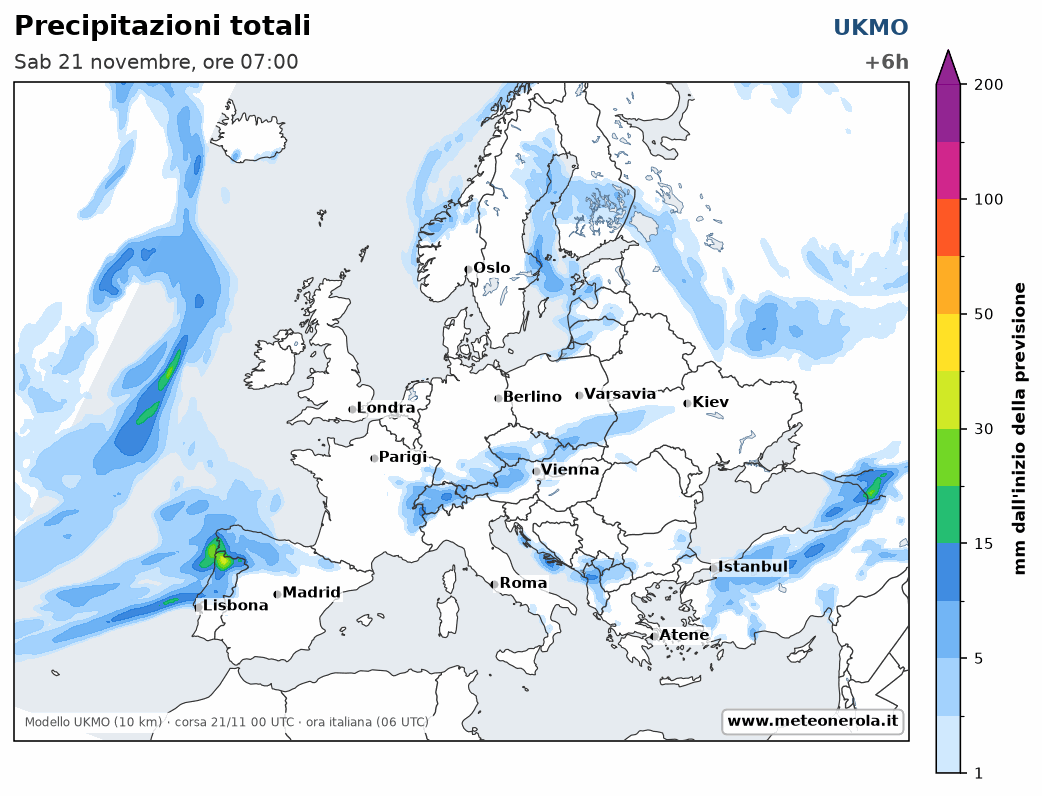 Precipitazioni totali
UKMO
Sab 21 novembre, ore 07:00
+6h
200
100
50
30
15
5
1
mm dall'inizio della previsione
Oslo
Berlino
Varsavia
Kiev
Londra
Parigi
Vienna
Istanbul
Roma
Madrid
Lisbona
Atene
Modello UKMO (10 km) · corsa 21/11 00 UTC · ora italiana (06 UTC)
www.meteonerola.it